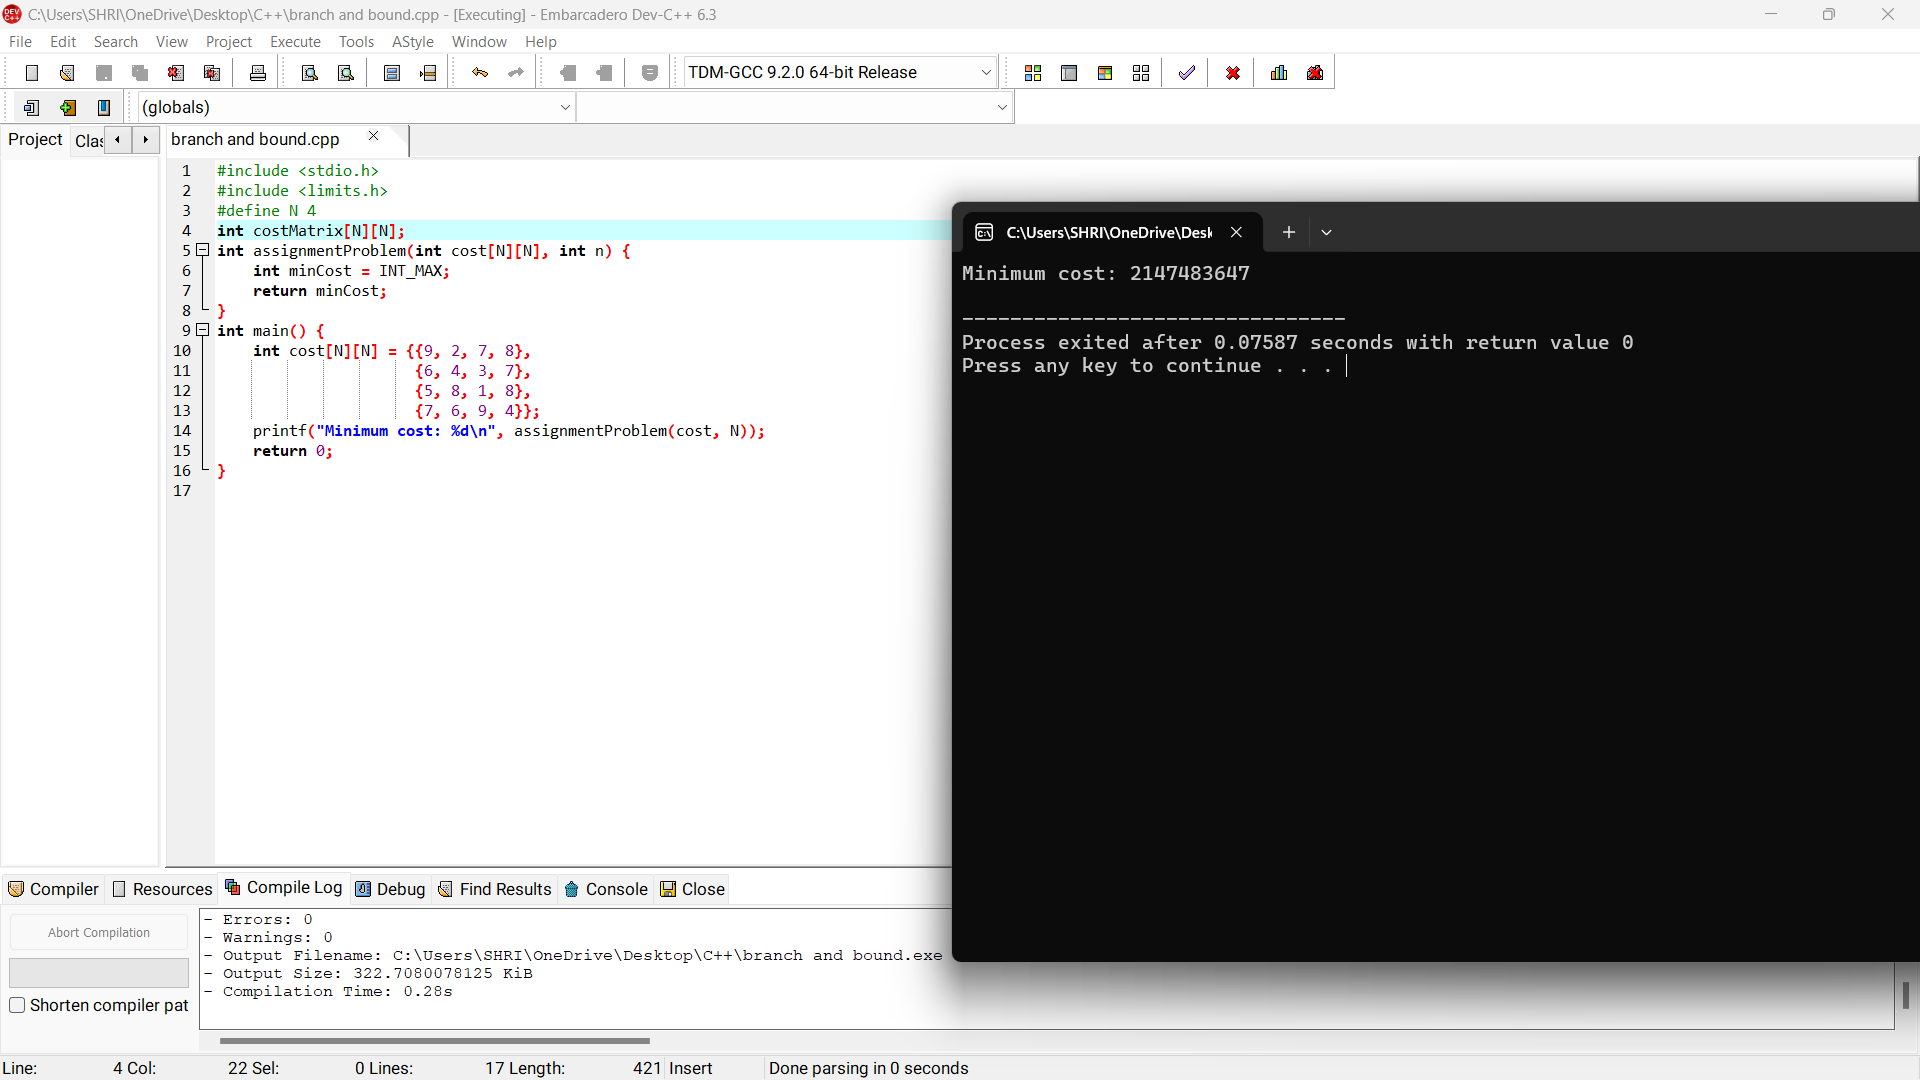 C:\Users\SHRI\OneDrive\Desktop\C++\branch and bound.cpp - [Executing] - Embarcadero Dev-C++ 6.3
File Edit Search View Project Execute Tools AStyle Window Help
TDM-GCC 9.2.0 64-bit Release
(globals)
Project Clas branch and bound.cpp
1 #include <stdio.h>
2 #include <limits.h>
3 #define N 4
4 int costMatrix[N][N];
5 int assignmentProblem(int cost[N][N], int n) {
6 int minCost = INT_MAX;
7 return minCost;
8 }
9 int main() {
10 int cost[N][N] = {{9, 2, 7, 8},
11 {6, 4, 3, 7},
12 {5, 8, 1, 8},
13 {7, 6, 9, 4}};
14 printf("Minimum cost: %d\n", assignmentProblem(cost, N));
15 return 0;
16 }
17
C:\Users\SHRI\OneDrive\Desk
Minimum cost: 2147483647
--------------------------------
Process exited after 0.07587 seconds with return value 0
Press any key to continue . . .
Compiler Resources Compile Log Debug Find Results Console Close
Abort Compilation
Shorten compiler pat
- Errors: 0
- Warnings: 0
- Output Filename: C:\Users\SHRI\OneDrive\Desktop\C++\branch and bound.exe
- Output Size: 322.7080078125 KiB
- Compilation Time: 0.28s
Line: 4 Col: 22 Sel: 0 Lines: 17 Length: 421 Insert Done parsing in 0 seconds